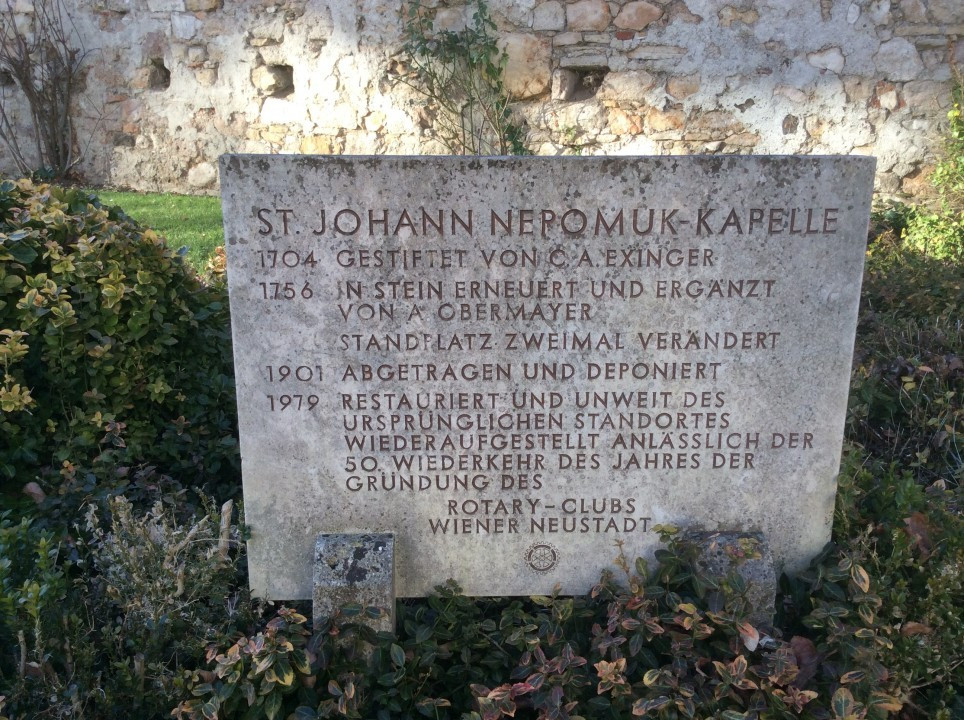 ST. JOHANN NEPOMUK-KAPELLE
1704 GESTIFTET VON C.A.EXINGER
1756 IN STEIN ERNEUERT UND ERGÄNZT
VON A OBERMAYER
STANDPLATZ ZWEIMAL VERÄNDERT
1901 ABGETRAGEN UND DEPONIERT
1979 RESTAURIERT UND UNWEIT DES
URSPRÜNGLICHEN STANDORTES
WIEDERAUFGESTELLT ANLÄSSLICH DER
50. WIEDERKEHR DES JAHRES DER
GRÜNDUNG DES
ROTARY-CLUBS
WIENER NEUSTADT